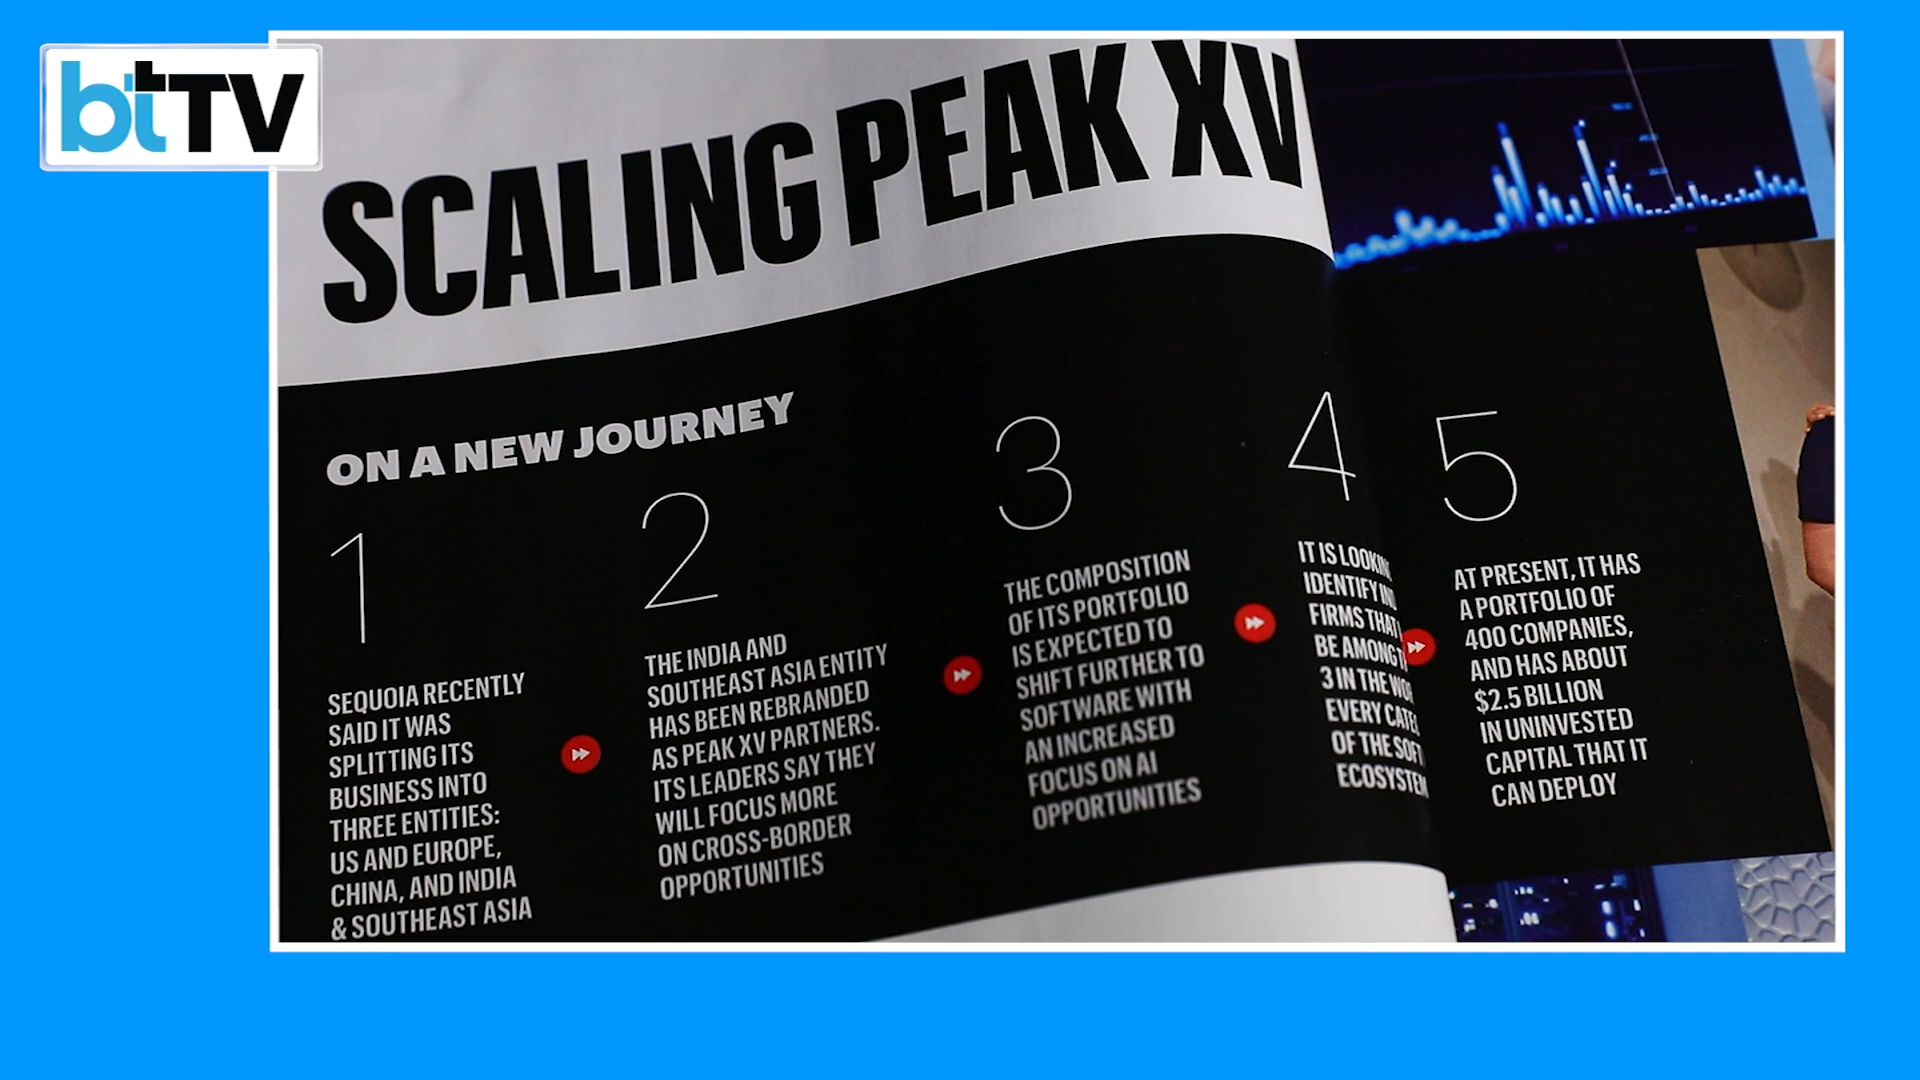 btTV
SCALING PEAK XV
ON A NEW JOURNEY
1
SEQUOIA RECENTLY
SAID IT WAS
SPLITTING ITS
BUSINESS INTO
THREE ENTITIES:
US AND EUROPE,
CHINA, AND INDIA
& SOUTHEAST ASIA
2
THE INDIA AND
SOUTHEAST ASIA ENTITY
HAS BEEN REBRANDED
AS PEAK XV PARTNERS.
ITS LEADERS SAY THEY
WILL FOCUS MORE
ON CROSS-BORDER
OPPORTUNITIES
3
THE COMPOSITION
OF ITS PORTFOLIO
IS EXPECTED TO
SHIFT FURTHER TO
SOFTWARE WITH
AN INCREASED
FOCUS ON AI
OPPORTUNITIES
4
IT IS
IDENTIFY
FIRMS THAT
BE AMONG
3 IN THE
EVERY
OF THE
ECOSYSTEM
5
AT PRESENT, IT HAS
A PORTFOLIO OF
400 COMPANIES,
AND HAS ABOUT
$2.5 BILLION
IN UNINVESTED
CAPITAL THAT IT
CAN DEPLOY